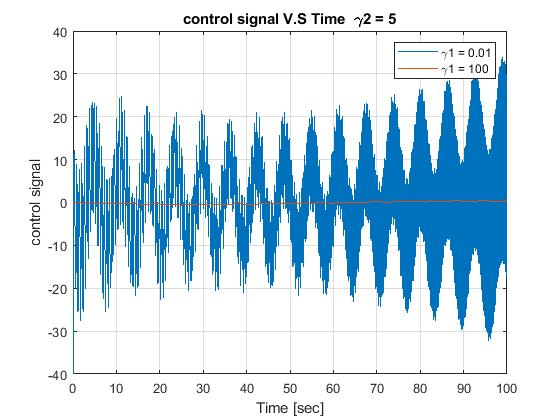 control signal V.S Time  γ2 = 5
γ1 = 0.01
γ1 = 100
control signal
40
30
20
10
0
-10
-20
-30
-40
0 10 20 30 40 50 60 70 80 90 100
Time [sec]